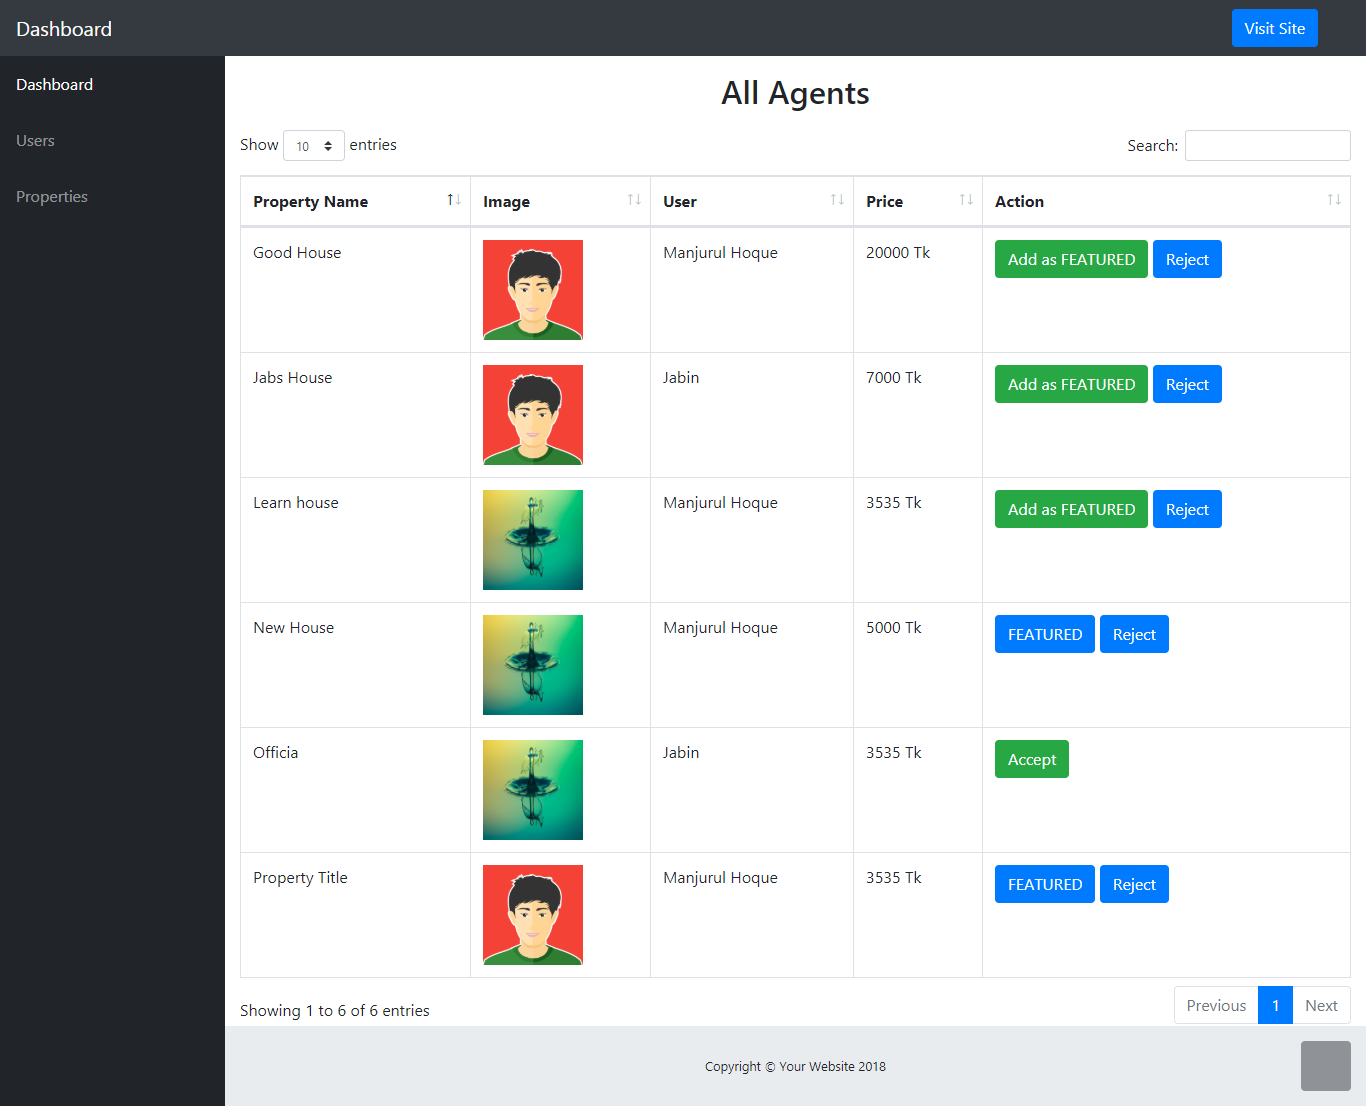 Dashboard Visit Site
Dashboard
Users
Properties
All Agents
Show 10 entries Search:
Property Name Image User Price Action
Good House Manjurul Hoque 20000 Tk Add as FEATURED Reject
Jabs House Jabin 7000 Tk Add as FEATURED Reject
Learn house Manjurul Hoque 3535 Tk Add as FEATURED Reject
New House Manjurul Hoque 5000 Tk FEATURED Reject
Officia Jabin 3535 Tk Accept
Property Title Manjurul Hoque 3535 Tk FEATURED Reject
Showing 1 to 6 of 6 entries Previous 1 Next
Copyright © Your Website 2018